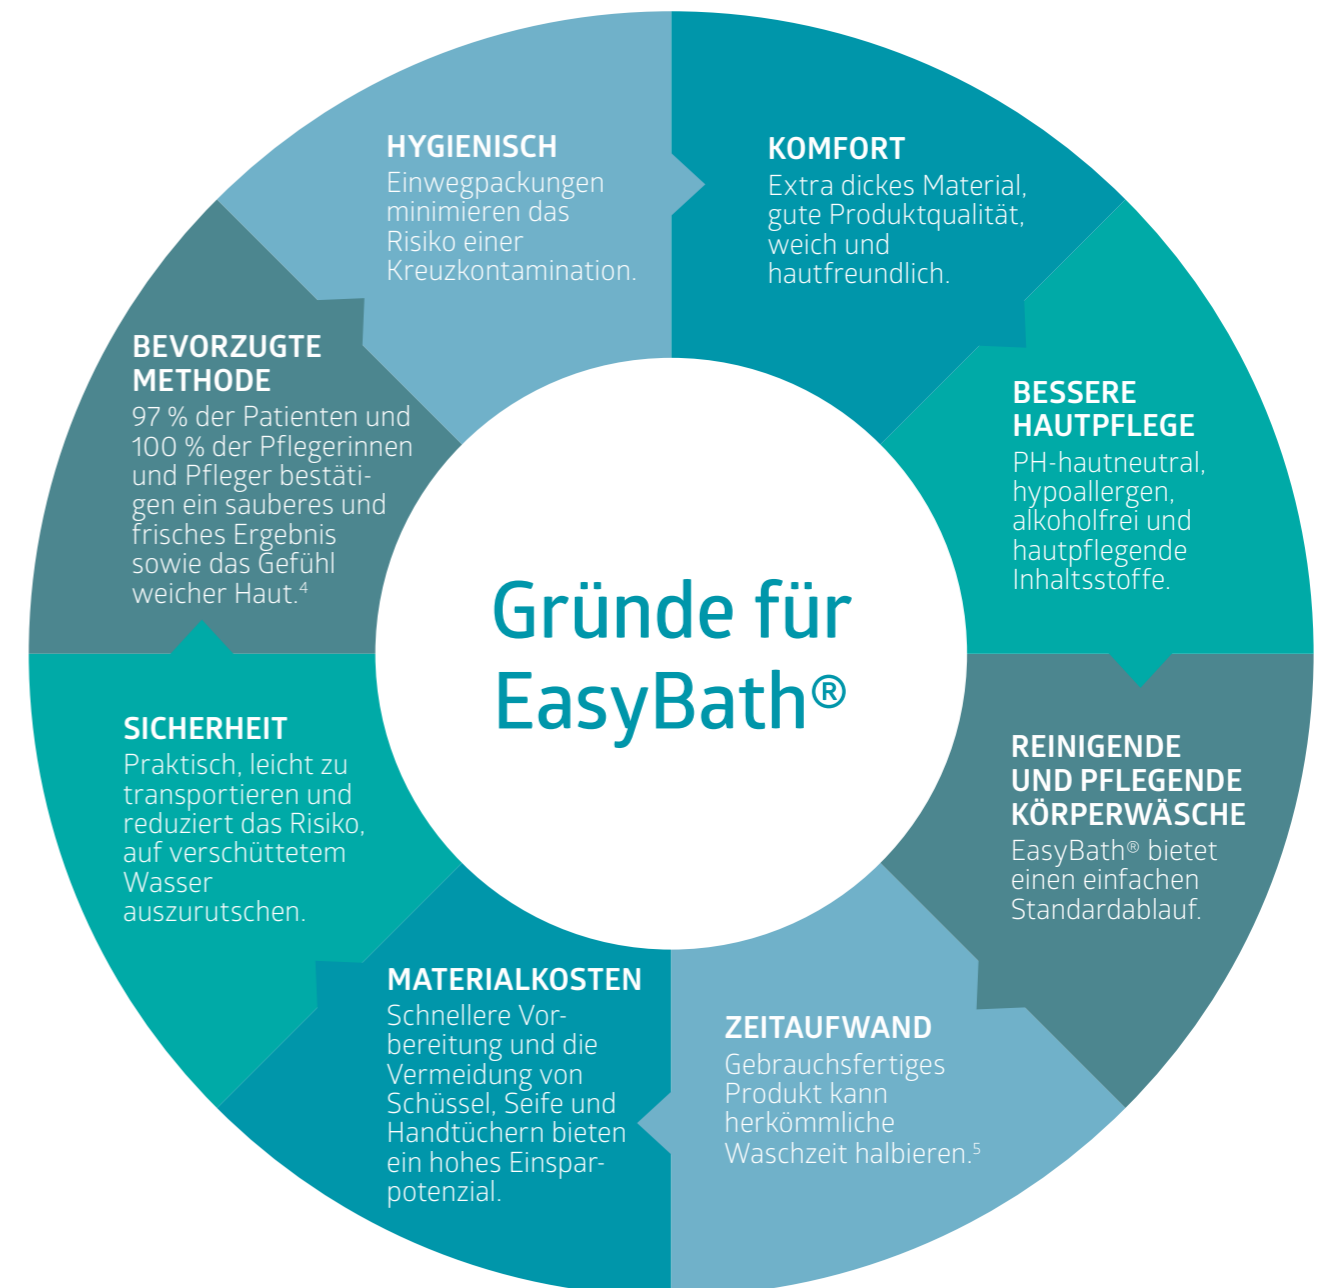 HYGIENISCH
Einwegpackungen
minimieren das
Risiko einer
Kreuzkontamination.
KOMFORT
Extra dickes Material,
gute Produktqualität,
weich und
hautfreundlich.
BESSERE
HAUTPFLEGE
PH-hautneutral,
hypoallergen,
alkoholfrei und
hautpflegende
Inhaltsstoffe.
REINIGENDE
UND PFLEGENDE
KÖRPERWÄSCHE
EasyBath® bietet
einen einfachen
Standardablauf.
ZEITAUFWAND
Gebrauchsfertiges
Produkt kann
herkömmliche
Waschzeit halbieren.⁵
MATERIALKOSTEN
Schnellere Vor-
bereitung und die
Vermeidung von
Schüssel, Seife und
Handtüchern bieten
ein hohes Einspar-
potenzial.
SICHERHEIT
Praktisch, leicht zu
transportieren und
reduziert das Risiko,
auf verschüttetem
Wasser
auszurutschen.
BEVORZUGTE
METHODE
97 % der Patienten und
100 % der Pflegerinnen
und Pfleger bestäti-
gen ein sauberes und
frisches Ergebnis
sowie das Gefühl
weicher Haut.⁴
Gründe für
EasyBath®